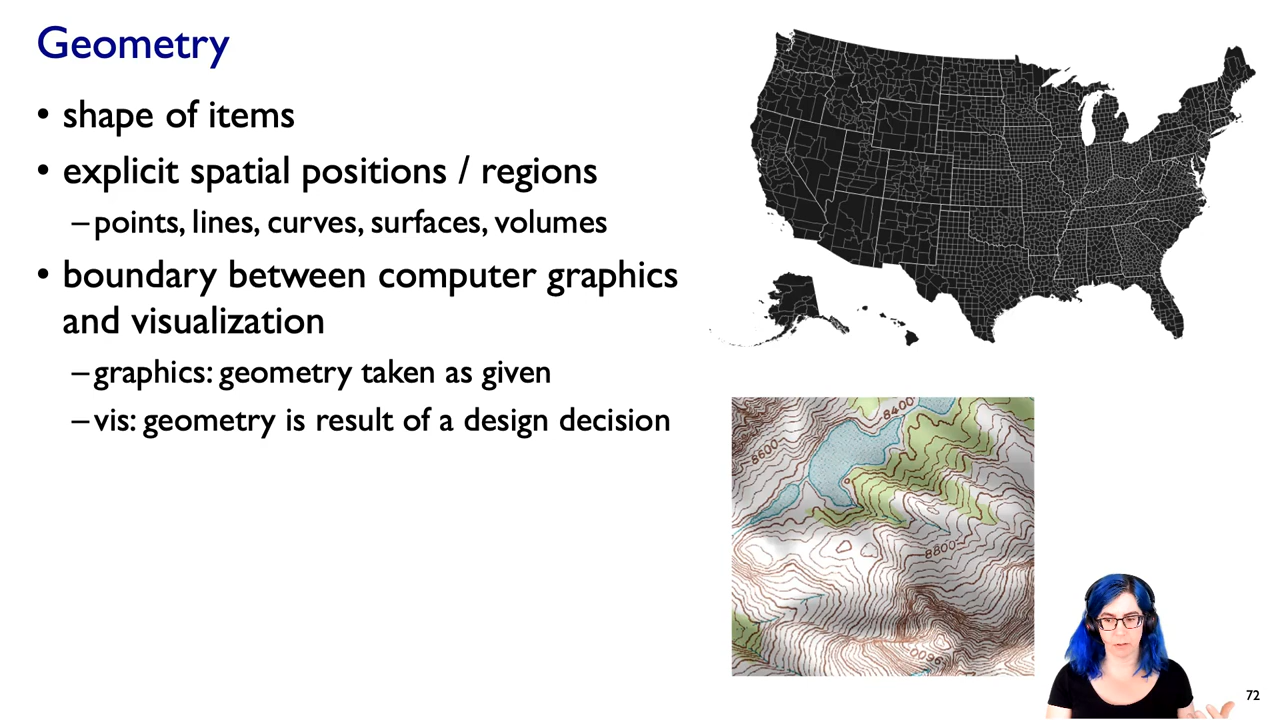 Geometry
• shape of items
• explicit spatial positions / regions
– points, lines, curves, surfaces, volumes
• boundary between computer graphics
and visualization
– graphics: geometry taken as given
– vis: geometry is result of a design decision
8400
8600
8800
9600
72